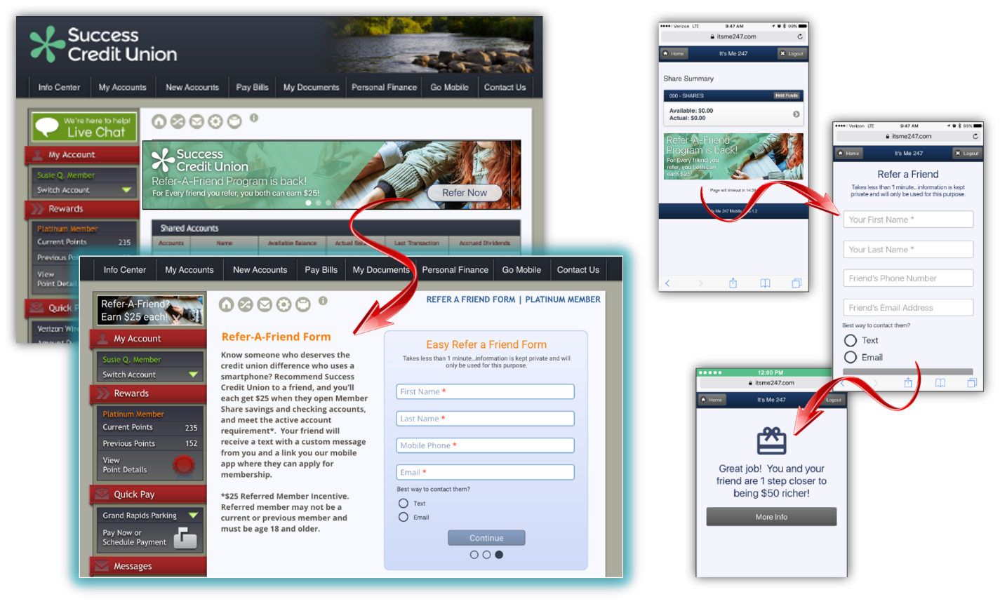 Success
Credit Union
Info Center
My Accounts
New Accounts
Pay Bills
My Documents
Personal Finance
Go Mobile
Contact Us
We're here to help!
Live Chat
My Account
Susie Q. Member
Switch Account
Rewards
Platinum Member
Current Points 235
Previous
View
Point Details
Quick
Verizon
Success
Credit Union
Refer-A-Friend Program is back!
For Every friend you refer, you both can earn $25!
Refer Now
Shared Accounts
Accounts
Name
Available Balance
Actual
Last Transaction
Accrued Dividends
Info Center
My Accounts
New Accounts
Pay Bills
My Documents
Personal Finance
Go Mobile
Contact Us
Refer-A-Friend?
Earn $25 each!
My Account
Susie Q. Member
Switch Account
Rewards
Platinum Member
Current Points 235
Previous Points 152
View
Point Details
Quick Pay
Grand Rapids Parking
Pay Now or
Schedule Payment
Messages
REFER A FRIEND FORM | PLATINUM MEMBER
Refer-A-Friend Form
Know someone who deserves the
credit union difference who uses a
smartphone? Recommend Success
Credit Union to a friend, and you'll
each get $25 when they open Member
Share savings and checking accounts,
and meet the active account
requirement*. Your friend will
receive a text with a custom message
from you and a link you our mobile
app where they can apply for
membership.
*$25 Referred Member Incentive.
Referred member may not be a
current or previous member and
must be age 18 and older.
Easy Refer a Friend Form
Takes less than 1 minute...information is kept private and will
only be used for this purpose.
First Name *
Last Name *
Mobile Phone *
Email *
Best way to contact them?
Text
Email
Continue
Verizon LTE 9:47 AM 99%
itsme247.com
Home
It's Me 247
Logout
Share Summary
000 - SHARES
Held Funds
Available: $0.00
Actual: $0.00
Refer-A-Friend
Program is back!
For Every friend you
refer, you both can
earn $25!
Page will timeout in 14:
Me 247 Mobile
Verizon LTE 9:47 AM 99%
itsme247.com
Home
It's Me 247
Logout
Refer a Friend
Takes less than 1 minute...information is kept
private and will only be used for this purpose.
Your First Name *
Your Last Name *
Friend's Phone Number
Friend's Email Address
Best way to contact them?
Text
Email
12:00 PM
itsme247.com
Home
It's Me 247
Logout
Great job! You and your
friend are 1 step closer to
being $50 richer!
More Info